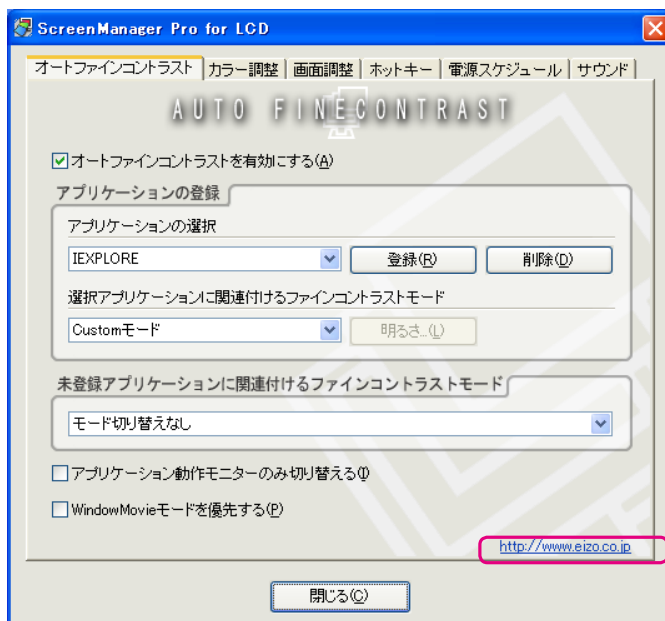 ScreenManager Pro for LCD
オートファインコントラスト カラー調整 画面調整 ホットキー 電源スケジュール サウンド
AUTO FINECONTRAST
オートファインコントラストを有効にする(A)
アプリケーションの登録
アプリケーションの選択
IEXPLORE 登録(R) 削除(D)
選択アプリケーションに関連付けるファインコントラストモード
Customモード 明るさ...(L)
未登録アプリケーションに関連付けるファインコントラストモード
モード切り替えなし
アプリケーション動作モニターのみ切り替える(I)
WindowMovieモードを優先する(P)
http://www.eizo.co.jp
閉じる(C)